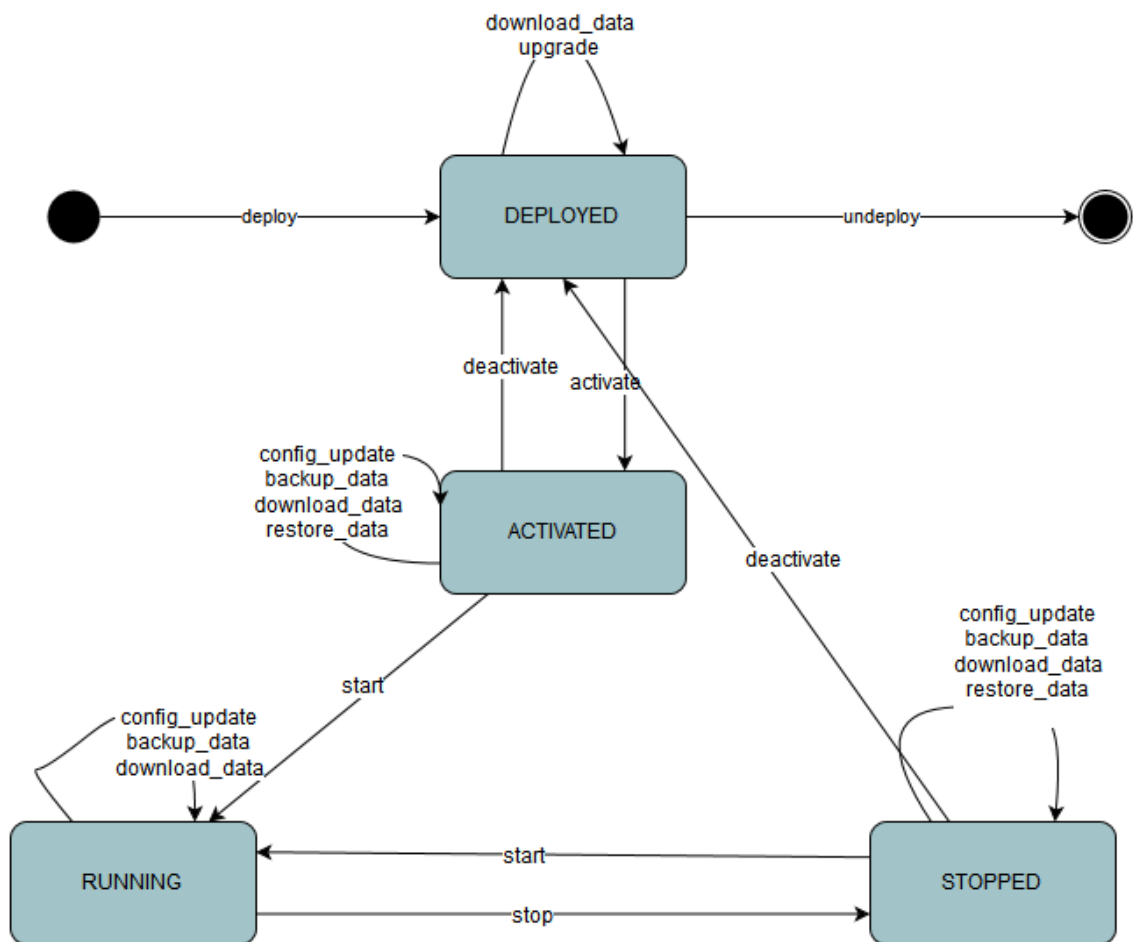 download_data
upgrade
deploy
DEPLOYED
undeploy
deactivate
activate
config_update
backup_data
download_data
restore_data
ACTIVATED
deactivate
config_update
backup_data
download_data
restore_data
start
config_update
backup_data
download_data
start
RUNNING
STOPPED
stop